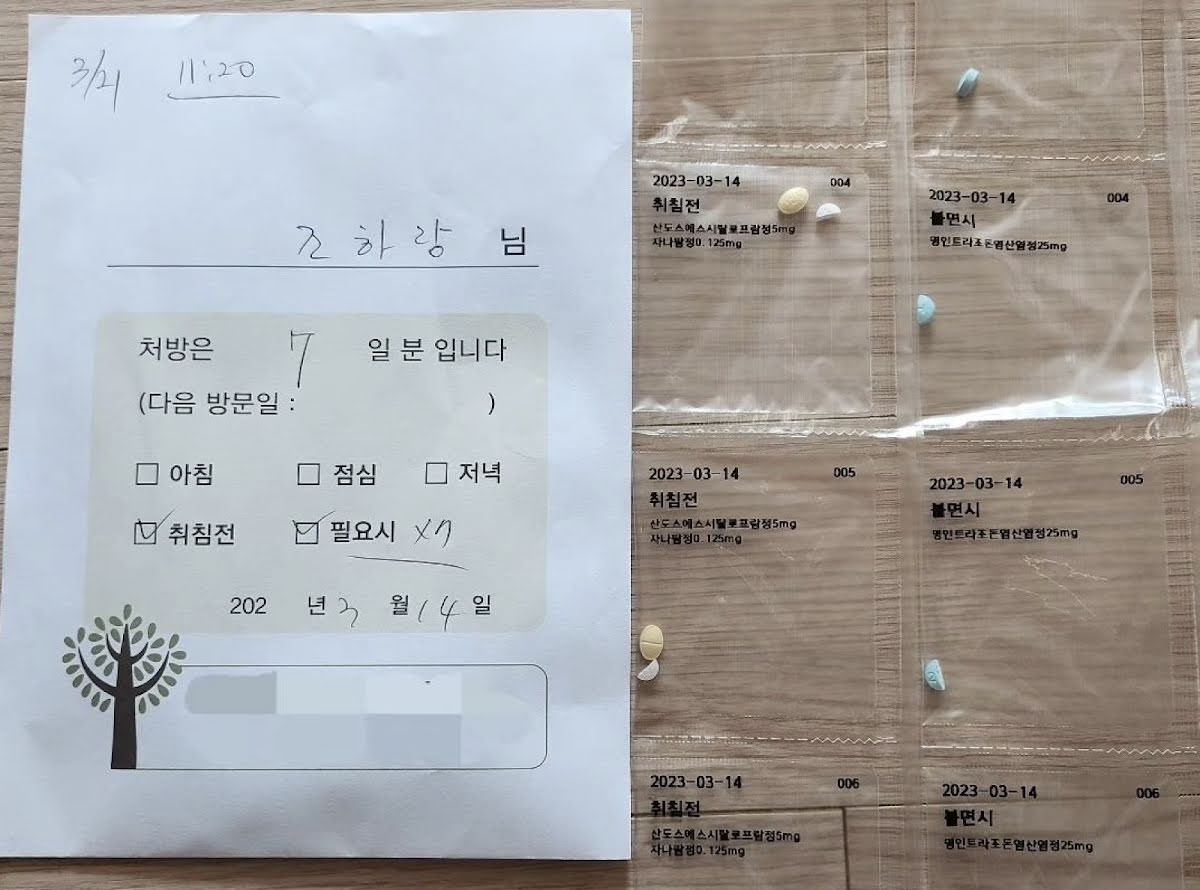 3/21 11:20
조하랑 님
처방은 7 일 분 입니다
(다음 방문일 : )
☐ 아침 ☐ 점심 ☐ 저녁
☑ 취침전 ☑ 필요시 x7
202 년 3 월 14 일
2023-03-14 004
취침전
산도스에스시탈로프람정5mg
자나팜정0.125mg
2023-03-14 004
불면시
명인트라조돈염산염정25mg
2023-03-14 005
취침전
산도스에스시탈로프람정5mg
자나팜정0.125mg
2023-03-14 005
불면시
명인트라조돈염산염정25mg
2023-03-14 006
취침전
산도스에스시탈로프람정5mg
자나팜정0.125mg
2023-03-14 006
불면시
명인트라조돈염산염정25mg